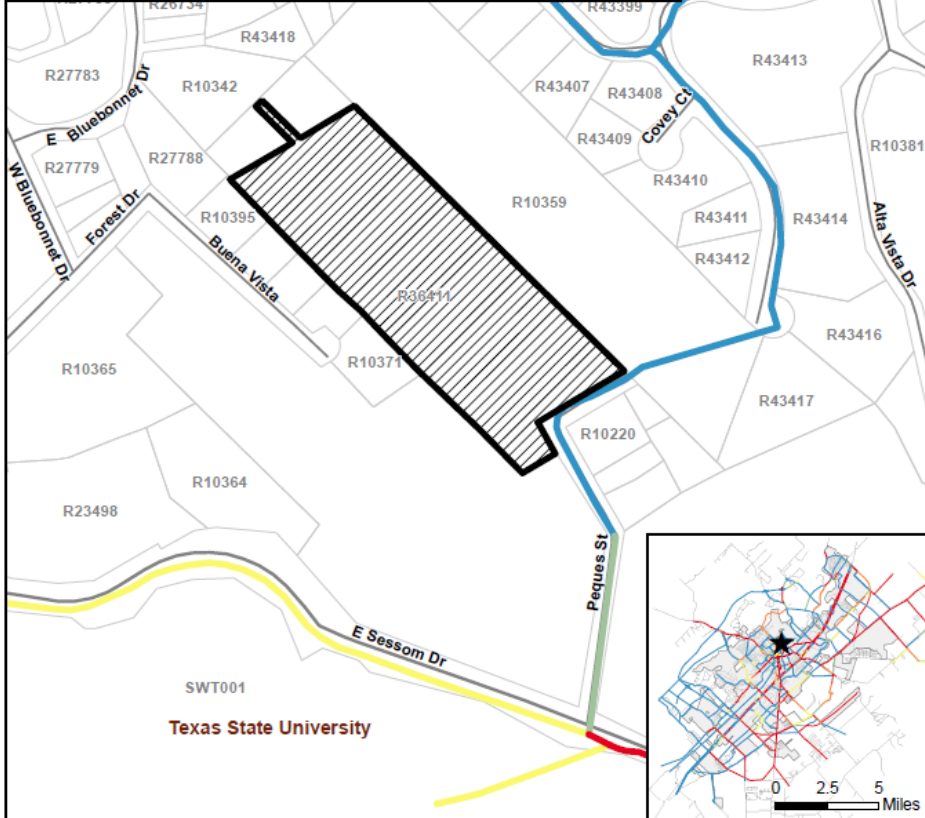 R26734
R43399
R43418
R27783
R10342
R43407
R43408
R43413
E Bluebonnet Dr
Covey Ct
R43409
R10381
R27779
R27788
R43410
W Bluebonnet Dr
Forest Dr
R10395
R10359
R43411
R43414
Alta Vista Dr
Buena Vista
R43412
R36411
R43416
R10365
R10371
R43417
R10220
R10364
R23498
Peques St
E Sessom Dr
SWT001
Texas State University
0 2.5 5
Miles